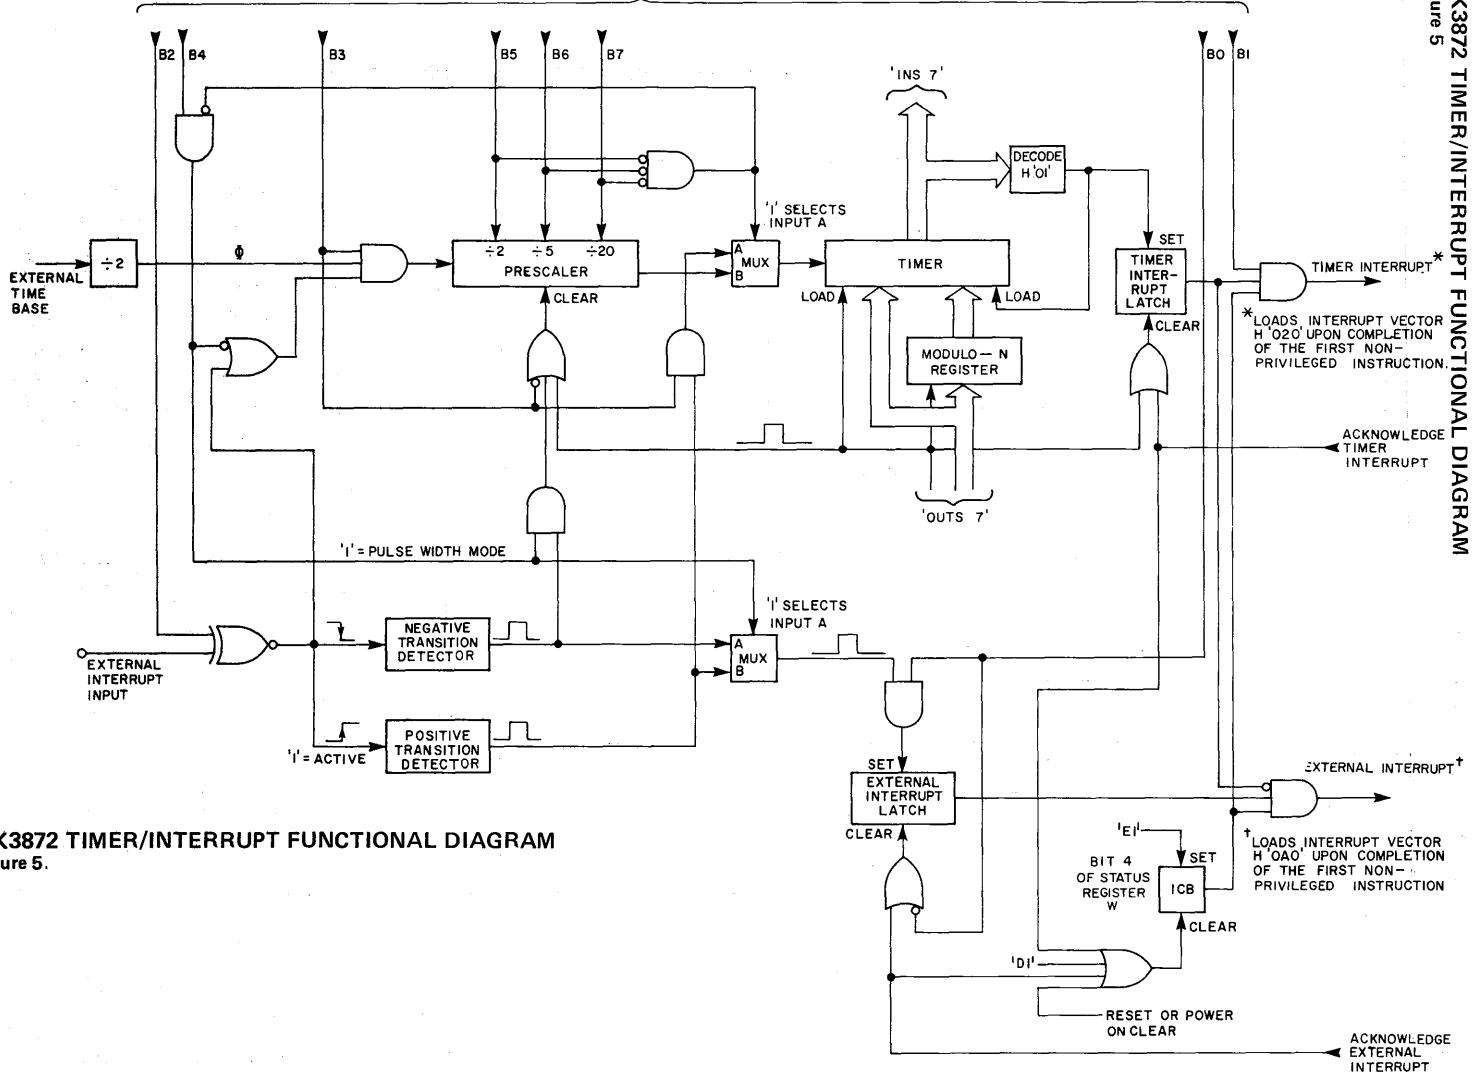 B2
B4
B3
B5
B6
B7
B0
B1
'INS 7'
DECODE
H '01'
'1' SELECTS
INPUT A
÷2
Φ
÷2
÷5
÷20
PRESCALER
CLEAR
A
MUX
B
TIMER
LOAD
LOAD
SET
TIMER
INTER-
RUPT
LATCH
CLEAR
TIMER INTERRUPT*
EXTERNAL
TIME
BASE
*LOADS INTERRUPT VECTOR
H '020' UPON COMPLETION
OF THE FIRST NON-
PRIVILEGED INSTRUCTION.
MODULO-N
REGISTER
ACKNOWLEDGE
TIMER
INTERRUPT
'OUTS 7'
'1' = PULSE WIDTH MODE
'1' SELECTS
INPUT A
NEGATIVE
TRANSITION
DETECTOR
A
MUX
B
EXTERNAL
INTERRUPT
INPUT
POSITIVE
TRANSITION
DETECTOR
'1' = ACTIVE
SET
EXTERNAL
INTERRUPT
LATCH
CLEAR
EXTERNAL INTERRUPT†
†LOADS INTERRUPT VECTOR
H '0A0' UPON COMPLETION
OF THE FIRST NON-
PRIVILEGED INSTRUCTION
'EI'
SET
BIT 4
OF STATUS
REGISTER
W
ICB
CLEAR
'DI'
RESET OR POWER
ON CLEAR
ACKNOWLEDGE
EXTERNAL
INTERRUPT
K3872 TIMER/INTERRUPT FUNCTIONAL DIAGRAM
ure 5.
K3872 TIMER/INTERRUPT FUNCTIONAL DIAGRAM
ure 5